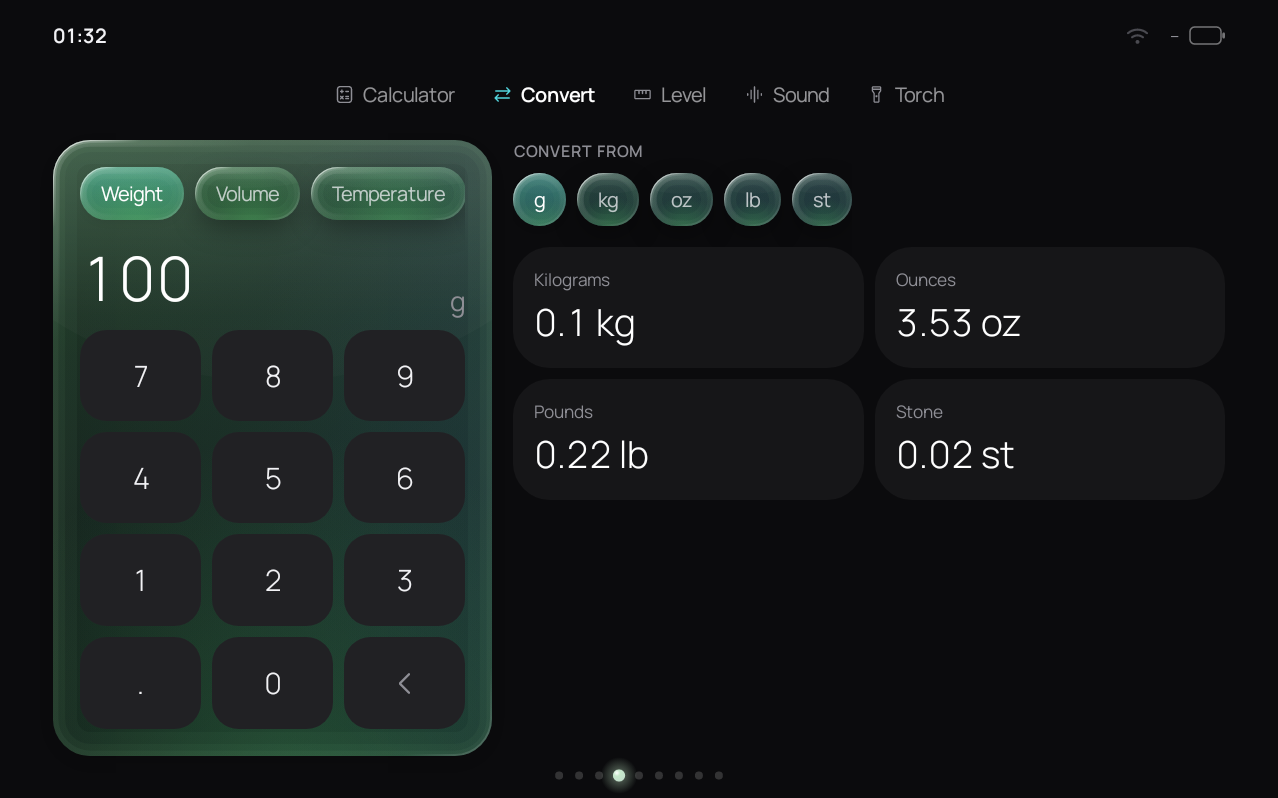 01:32
Calculator Convert Level Sound Torch
Weight Volume Temperature
100
g
7 8 9
4 5 6
1 2 3
. 0
CONVERT FROM
g kg oz lb st
Kilograms
0.1 kg
Ounces
3.53 oz
Pounds
0.22 lb
Stone
0.02 st